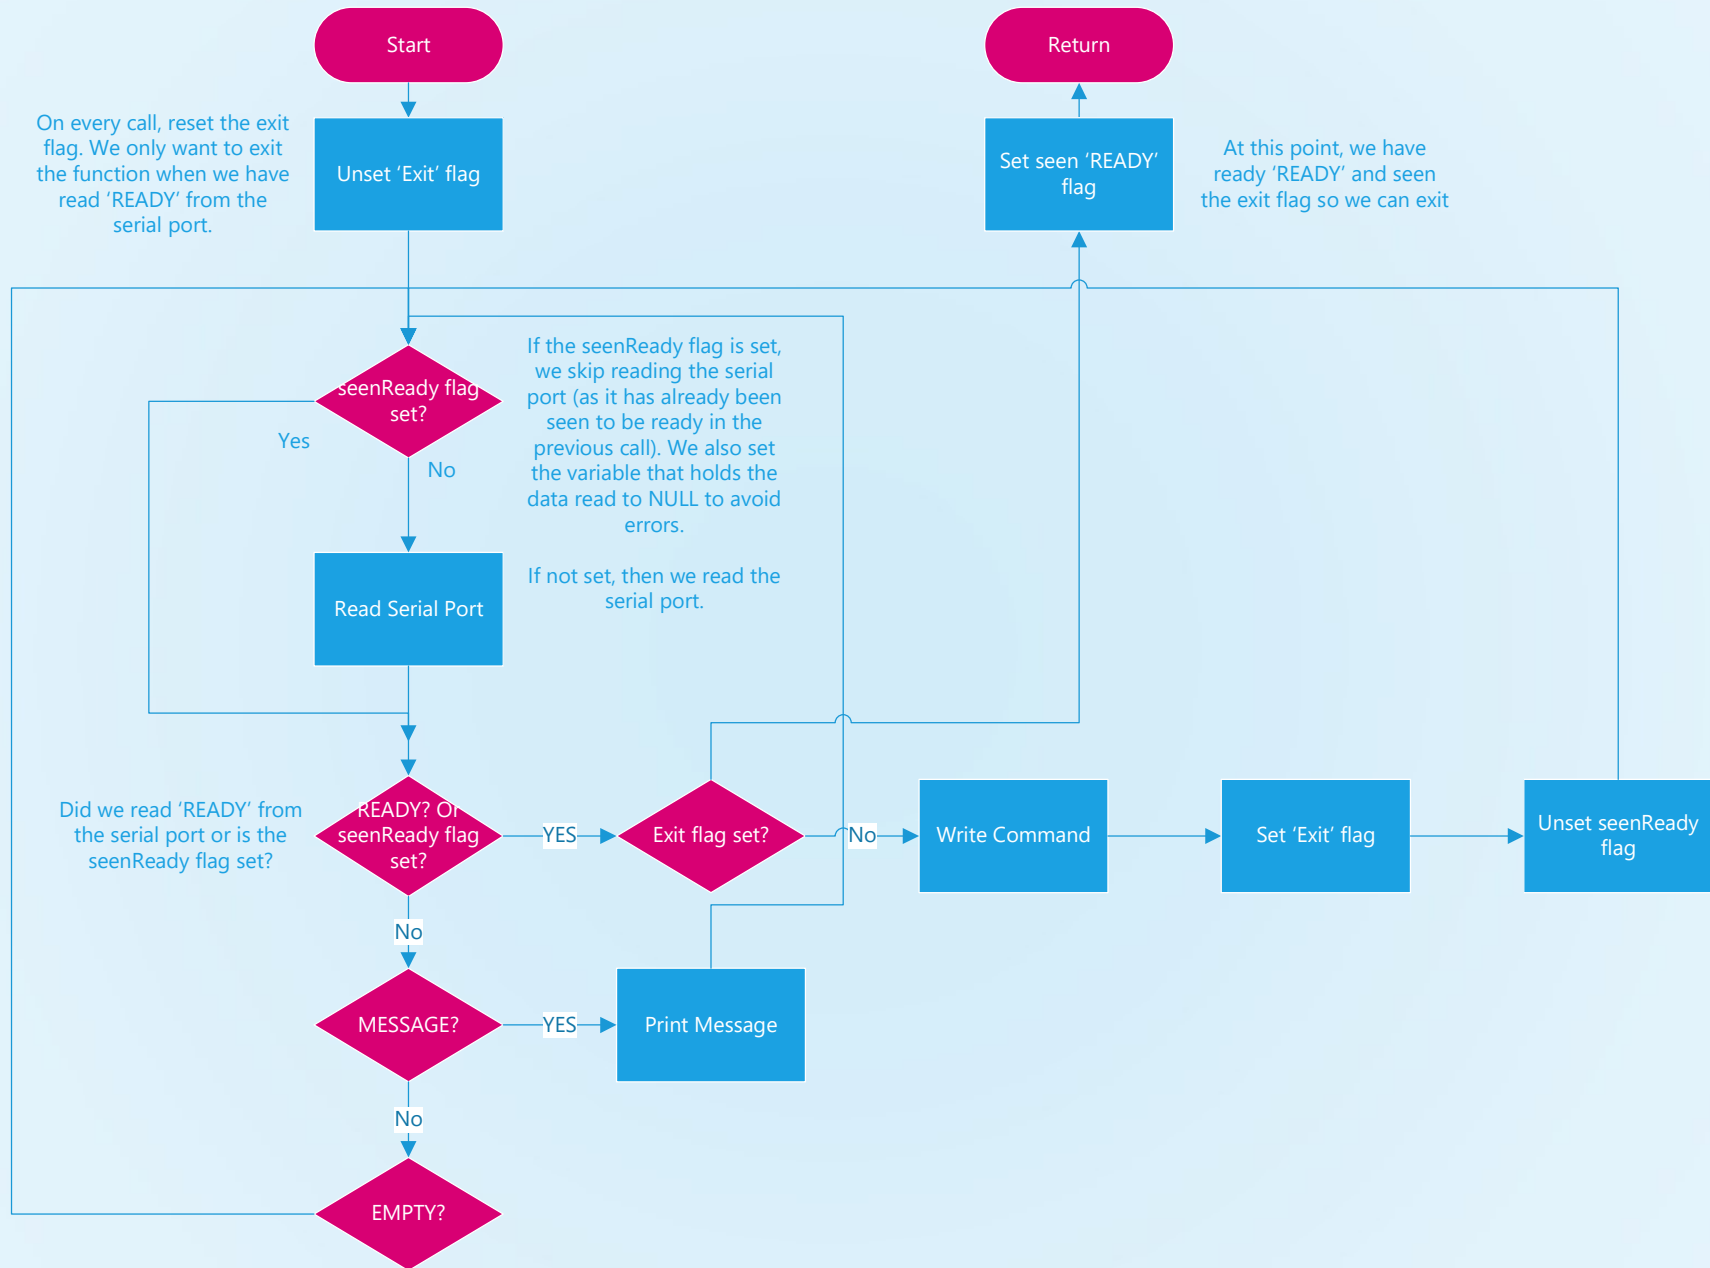 Start
Return
On every call, reset the exit
flag. We only want to exit
the function when we have
read ‘READY’ from the
serial port.
Unset ‘Exit’ flag
Set seen ‘READY’
flag
At this point, we have
ready ‘READY’ and seen
the exit flag so we can exit
seenReady flag
set?
Yes
No
If the seenReady flag is set,
we skip reading the serial
port (as it has already been
seen to be ready in the
previous call). We also set
the variable that holds the
data read to NULL to avoid
errors.
If not set, then we read the
serial port.
Read Serial Port
Did we read ‘READY’ from
the serial port or is the
seenReady flag set?
READY? Or
seenReady flag
set?
YES
Exit flag set?
No
Write Command
Set ‘Exit’ flag
Unset seenReady
flag
No
MESSAGE?
YES
Print Message
No
EMPTY?